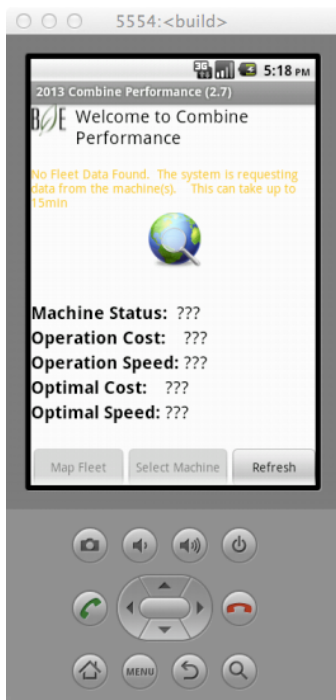 5554:<build>
3G 5:18 PM
2013 Combine Performance (2.7)
Welcome to Combine
Performance
No Fleet Data Found. The system is requesting
data from the machine(s). This can take up to
15min
Machine Status: ???
Operation Cost: ???
Operation Speed: ???
Optimal Cost: ???
Optimal Speed: ???
Map Fleet Select Machine Refresh
MENU